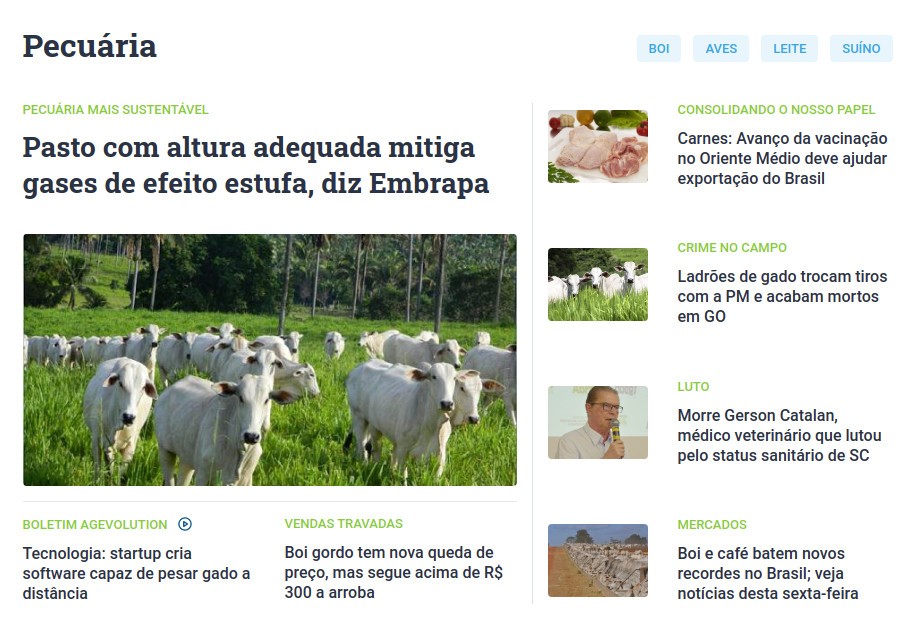 Pecuária
BOI
AVES
LEITE
SUÍNO
PECUÁRIA MAIS SUSTENTÁVEL
Pasto com altura adequada mitiga
gases de efeito estufa, diz Embrapa
BOLETIM AGEVOLUTION
Tecnologia: startup cria
software capaz de pesar gado a
distância
VENDAS TRAVADAS
Boi gordo tem nova queda de
preço, mas segue acima de R$
300 a arroba
CONSOLIDANDO O NOSSO PAPEL
Carnes: Avanço da vacinação
no Oriente Médio deve ajudar
exportação do Brasil
CRIME NO CAMPO
Ladrões de gado trocam tiros
com a PM e acabam mortos
em GO
LUTO
Morre Gerson Catalan,
médico veterinário que lutou
pelo status sanitário de SC
MERCADOS
Boi e café batem novos
recordes no Brasil; veja
notícias desta sexta-feira